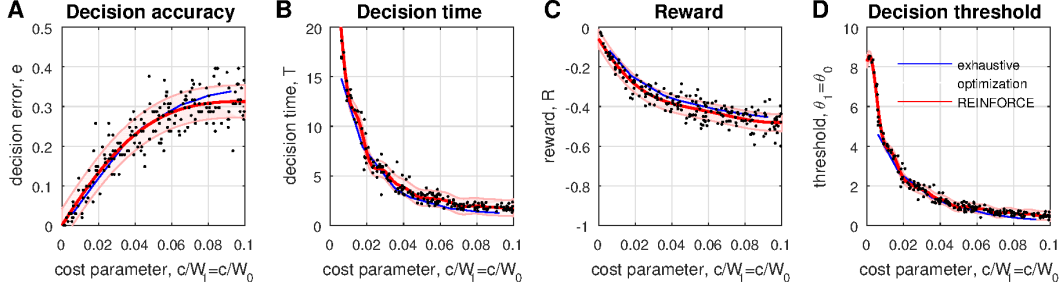 A Decision accuracy
decision error, e
0.5
0.4
0.3
0.2
0.1
0
0 0.02 0.04 0.06 0.08 0.1
cost parameter, c/W₁=c/W₀
B Decision time
decision time, T
20
15
10
5
0
0 0.02 0.04 0.06 0.08 0.1
cost parameter, c/W₁=c/W₀
C Reward
reward, R
0
-0.2
-0.4
-0.6
-0.8
-1
0 0.02 0.04 0.06 0.08 0.1
cost parameter, c/W₁=c/W₀
D Decision threshold
threshold, θ₁=θ₀
10
8
6
4
2
0
exhaustive
optimization
REINFORCE
0 0.02 0.04 0.06 0.08 0.1
cost parameter, c/W₁=c/W₀